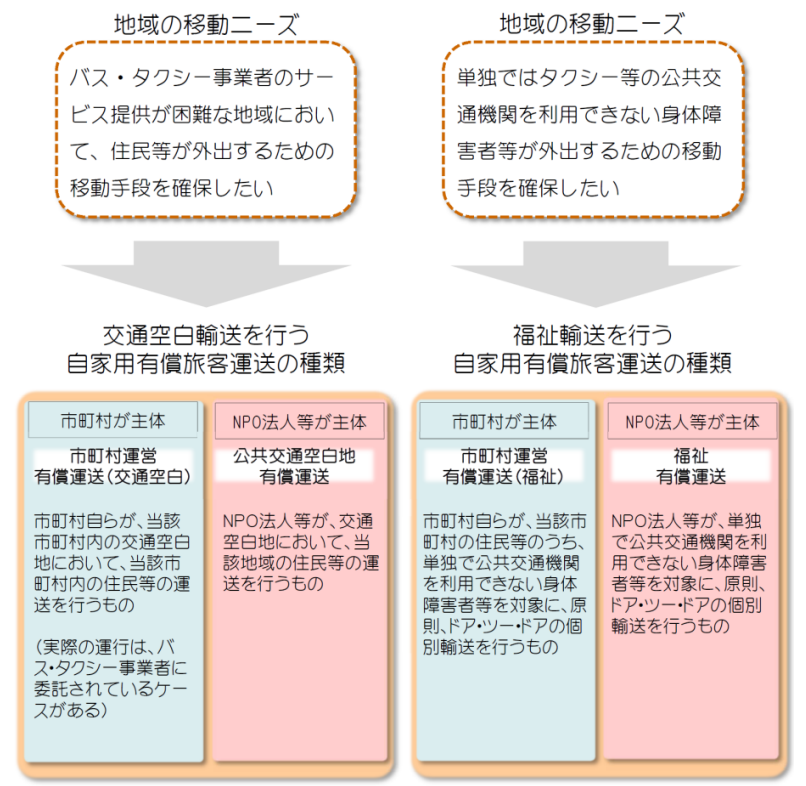 地域の移動ニーズ
バス・タクシー事業者のサー
ビス提供が困難な地域におい
て、住民等が外出するための
移動手段を確保したい
地域の移動ニーズ
単独ではタクシー等の公共交
通機関を利用できない身体障
害者等が外出するための移動
手段を確保したい
交通空白輸送を行う
自家用有償旅客運送の種類
市町村が主体
市町村運営
有償運送(交通空白)
市町村自らが、当該
市町村内の交通空白
地において、当該市
町村内の住民等の運
送を行うもの
(実際の運行は、バ
ス・タクシー事業者に
委託されているケー
スがある)
NPO法人等が主体
公共交通空白地
有償運送
NPO法人等が、交通
空白地において、当
該地域の住民等の運
送を行うもの
福祉輸送を行う
自家用有償旅客運送の種類
市町村が主体
市町村運営
有償運送(福祉)
市町村自らが、当該市
町村の住民等のうち、
単独で公共交通機関
を利用できない身体
障害者等を対象に、原
則、ドア・ツー・ドアの個
別輸送を行うもの
NPO法人等が主体
福祉
有償運送
NPO法人等が、単独
で公共交通機関を利
用できない身体障害
者等を対象に、原則、
ドア・ツー・ドアの個別
輸送を行うもの